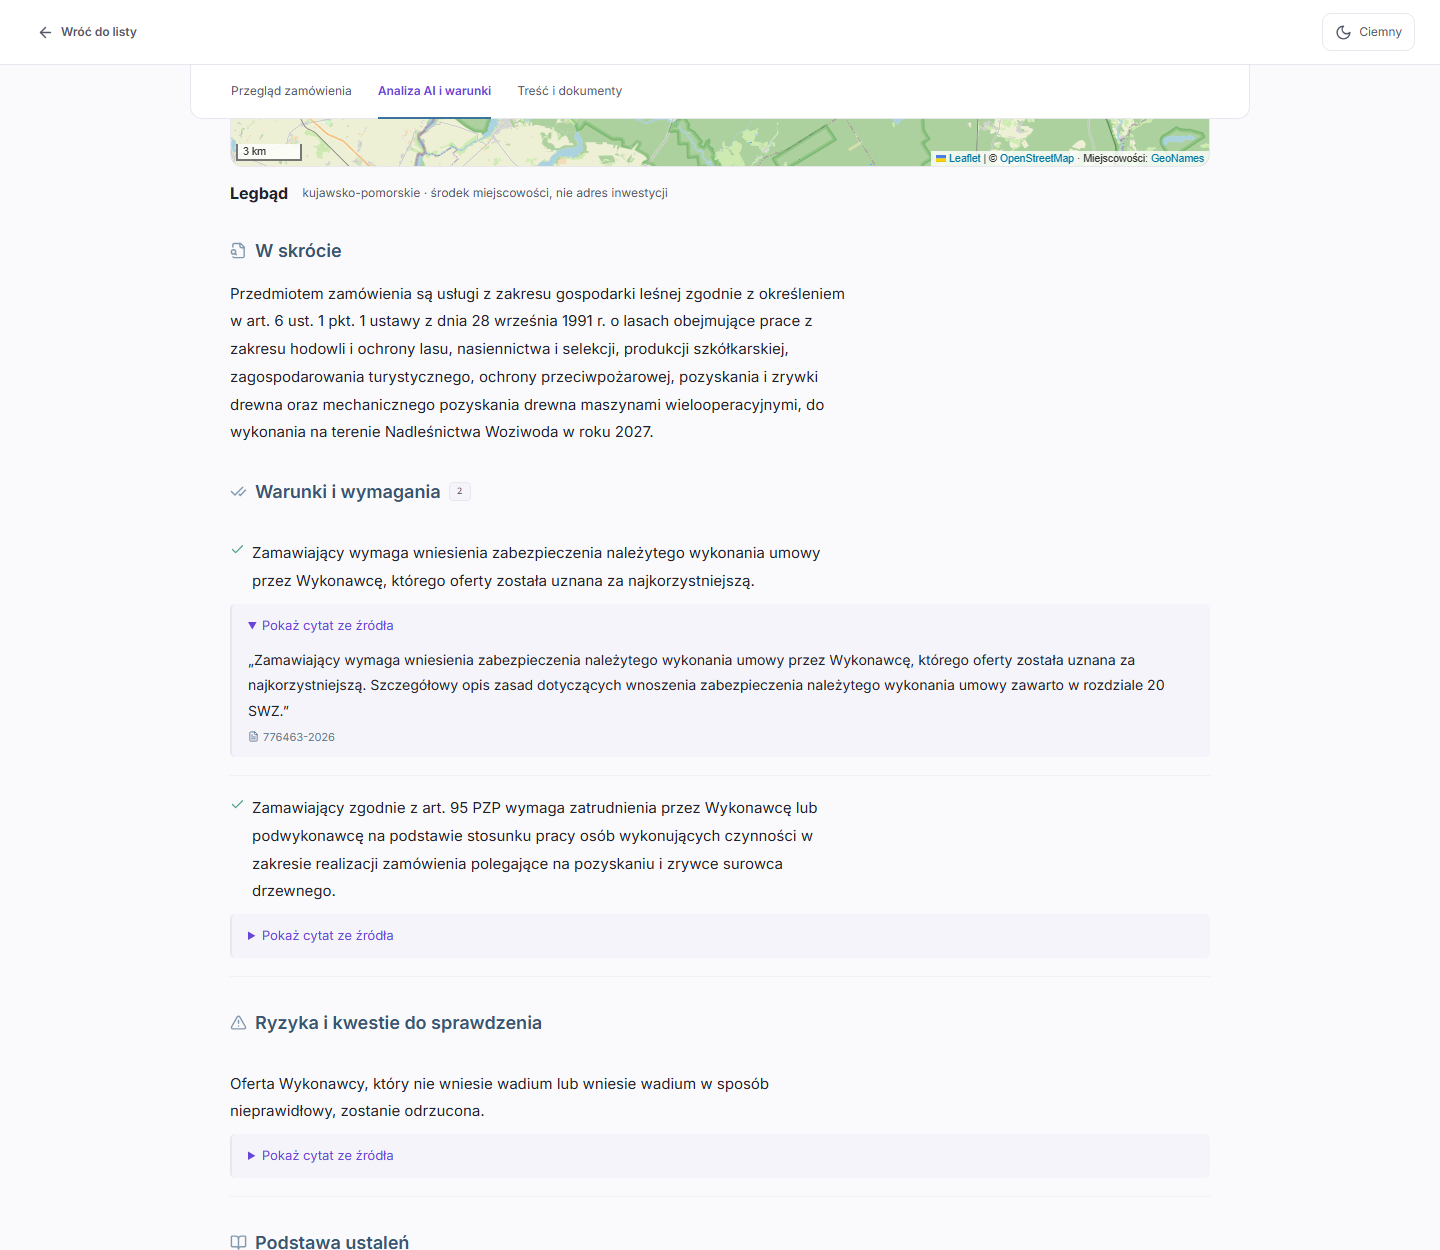 Wróć do listy
Ciemny
Przegląd zamówienia
Analiza AI i warunki
Treść i dokumenty
3 km
Leaflet | © OpenStreetMap · Miejscowości: GeoNames
Legbąd kujawsko-pomorskie · środek miejscowości, nie adres inwestycji
W skrócie
Przedmiotem zamówienia są usługi z zakresu gospodarki leśnej zgodnie z określeniem
w art. 6 ust. 1 pkt. 1 ustawy z dnia 28 września 1991 r. o lasach obejmujące prace z
zakresu hodowli i ochrony lasu, nasiennictwa i selekcji, produkcji szkółkarskiej,
zagospodarowania turystycznego, ochrony przeciwpożarowej, pozyskania i zrywki
drewna oraz mechanicznego pozyskania drewna maszynami wielooperacyjnymi, do
wykonania na terenie Nadleśnictwa Woziwoda w roku 2027.
Warunki i wymagania 2
Zamawiający wymaga wniesienia zabezpieczenia należytego wykonania umowy
przez Wykonawcę, którego oferty została uznana za najkorzystniejszą.
Pokaż cytat ze źródła
„Zamawiający wymaga wniesienia zabezpieczenia należytego wykonania umowy przez Wykonawcę, którego oferty została uznana za
najkorzystniejszą. Szczegółowy opis zasad dotyczących wnoszenia zabezpieczenia należytego wykonania umowy zawarto w rozdziale 20
SWZ.”
776463-2026
Zamawiający zgodnie z art. 95 PZP wymaga zatrudnienia przez Wykonawcę lub
podwykonawcę na podstawie stosunku pracy osób wykonujących czynności w
zakresie realizacji zamówienia polegające na pozyskaniu i zrywce surowca
drzewnego.
Pokaż cytat ze źródła
Ryzyka i kwestie do sprawdzenia
Oferta Wykonawcy, który nie wniesie wadium lub wniesie wadium w sposób
nieprawidłowy, zostanie odrzucona.
Pokaż cytat ze źródła
Podstawa ustaleń